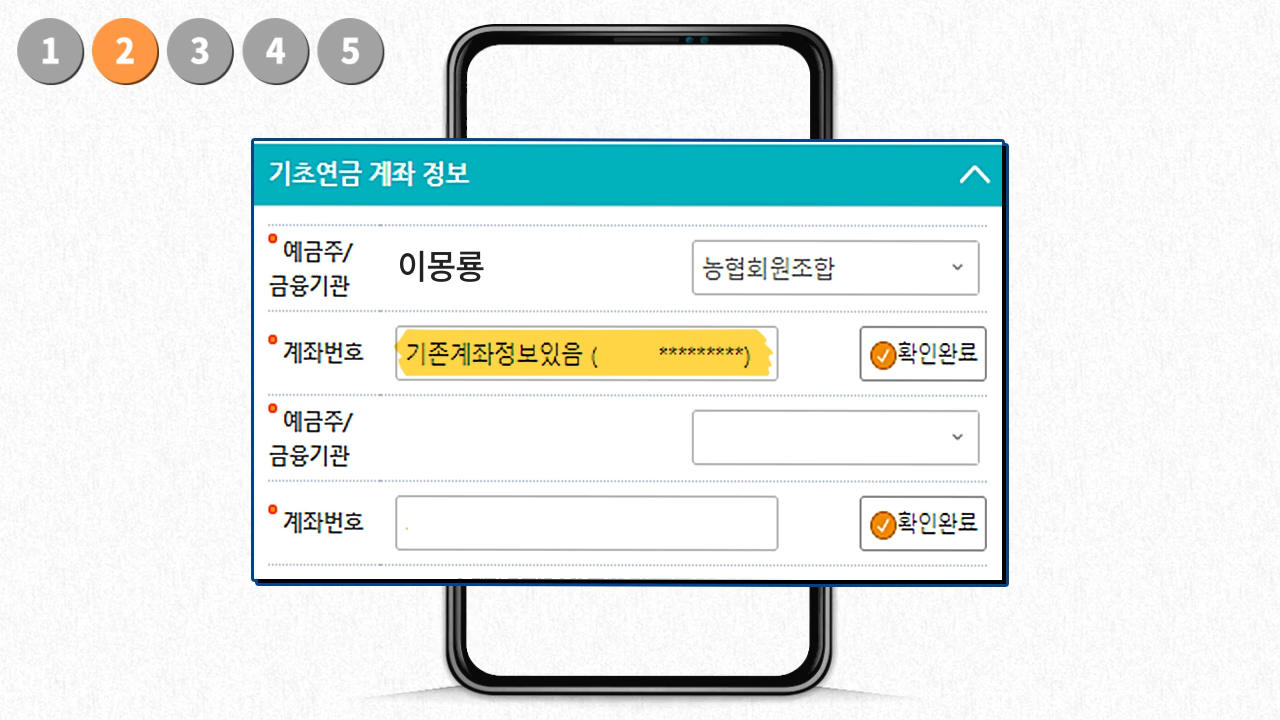 1 2 3 4 5
기초연금 계좌 정보
예금주/
금융기관
이몽룡
농협회원조합
계좌번호
기존계좌정보있음 ( *********)
확인완료
예금주/
금융기관
계좌번호
확인완료